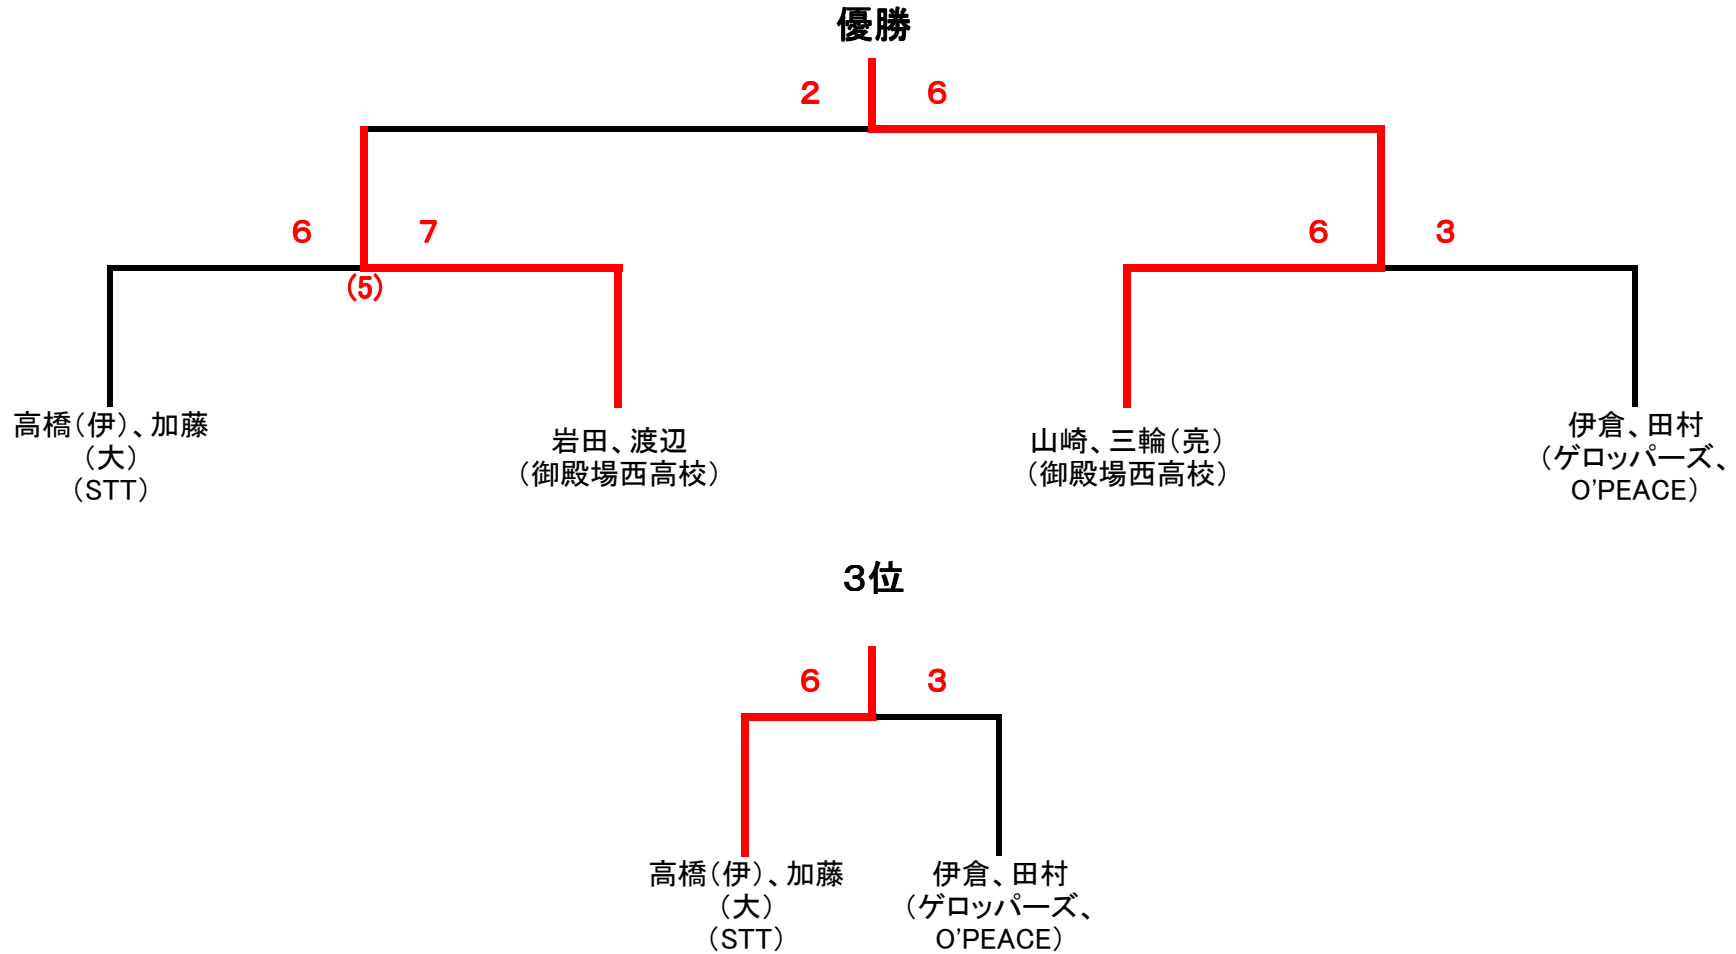 優勝
2 6
6 7 6 3
(5)
高橋(伊)、加藤
(大)
(STT)
岩田、渡辺
(御殿場西高校)
山崎、三輪(亮)
(御殿場西高校)
伊倉、田村
(ゲロッパーズ、
O'PEACE)
3位
6 3
高橋(伊)、加藤
(大)
(STT)
伊倉、田村
(ゲロッパーズ、
O'PEACE)